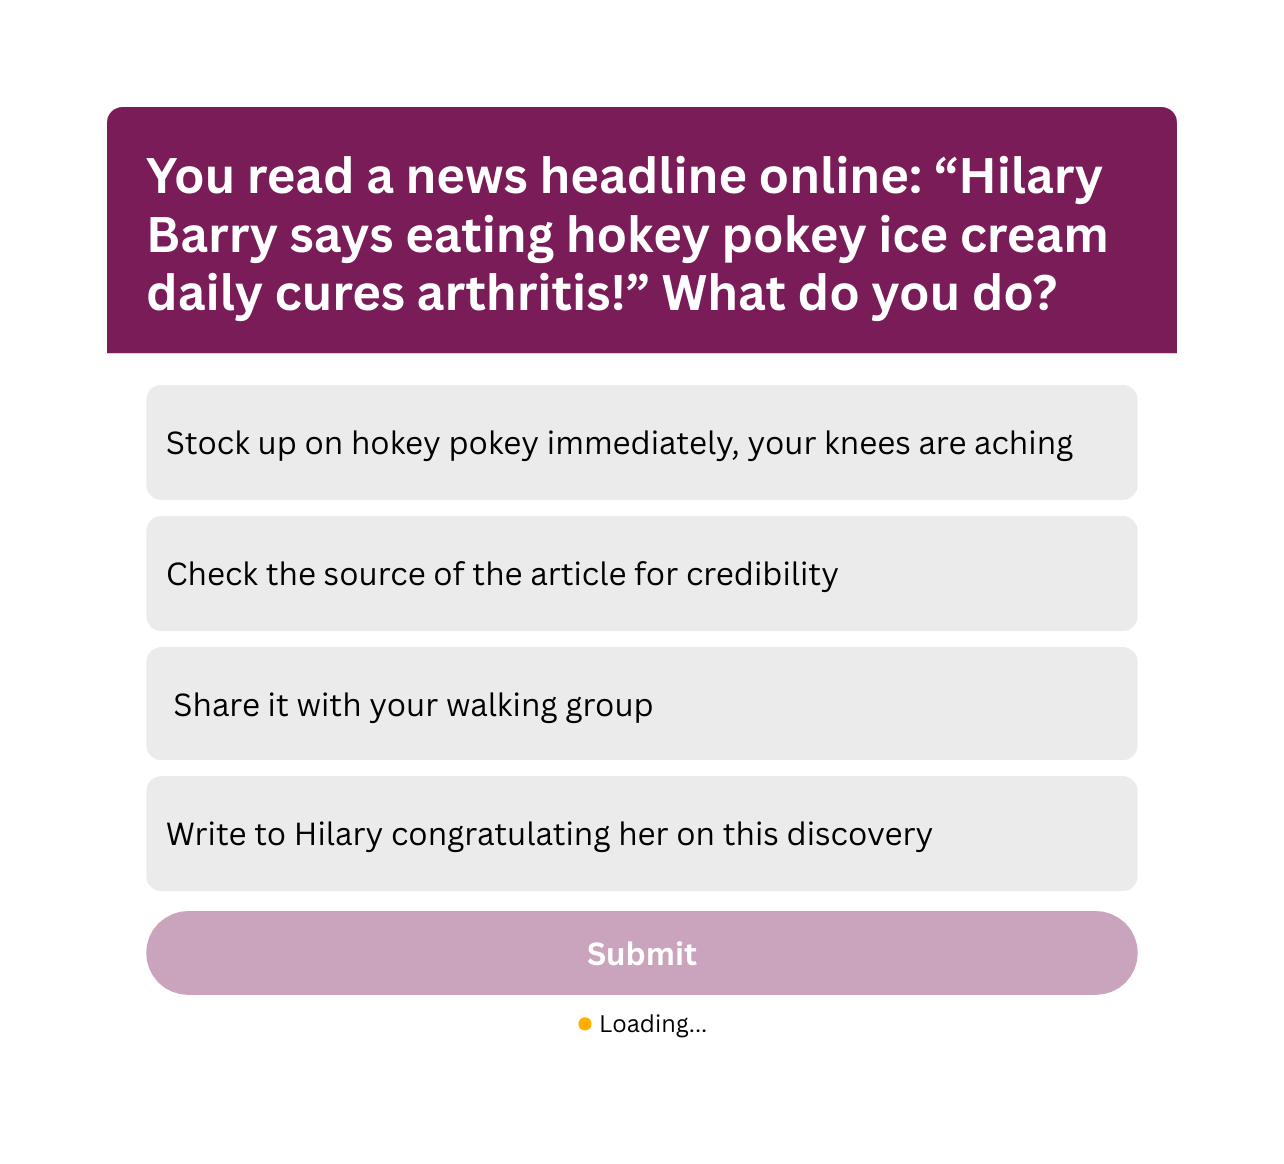 You read a news headline online: “Hilary
Barry says eating hokey pokey ice cream
daily cures arthritis!” What do you do?
Stock up on hokey pokey immediately, your knees are aching
Check the source of the article for credibility
Share it with your walking group
Write to Hilary congratulating her on this discovery
Submit
Loading...